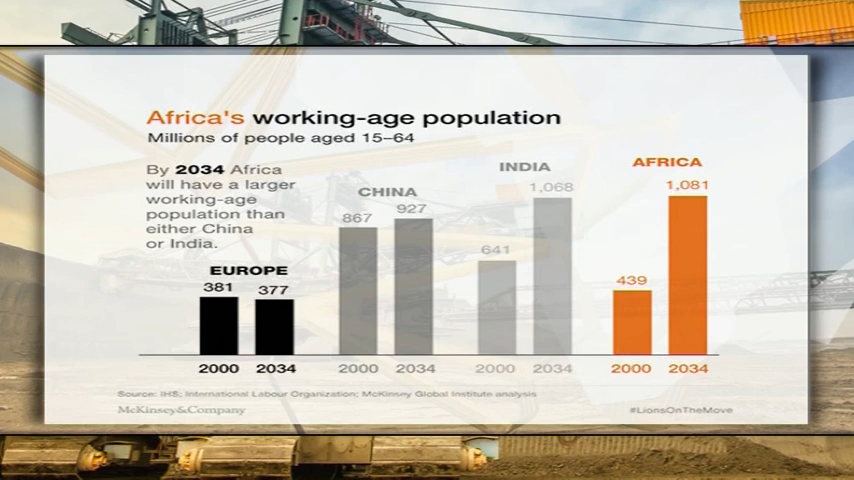 Africa's working-age population
Millions of people aged 15–64
By 2034 Africa
will have a larger
working-age
population than
either China
or India.
EUROPE
381 377
CHINA
867 927
INDIA
641 1,068
AFRICA
439 1,081
2000 2034 2000 2034 2000 2034 2000 2034
Source: IHS; International Labour Organization; McKinsey Global Institute analysis
McKinsey&Company
#LionsOnTheMove